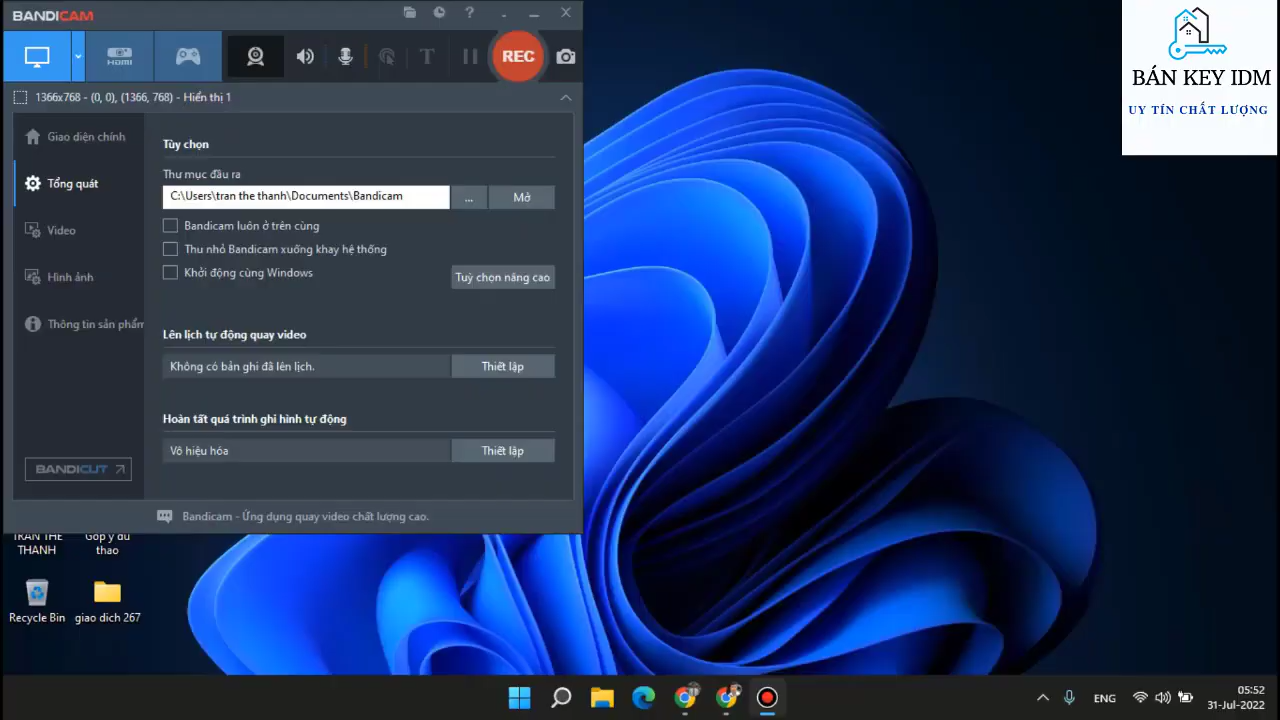 BANDICAM
HDMI
REC
1366x768 - (0, 0), (1366, 768) - Hiển thị 1
Giao diện chính
Tổng quát
Video
Hình ảnh
Thông tin sản phẩm
BANDICUT
Tùy chọn
Thư mục đầu ra
C:\Users\tran the thanh\Documents\Bandicam
...
Mở
Bandicam luôn ở trên cùng
Thu nhỏ Bandicam xuống khay hệ thống
Khởi động cùng Windows
Tuỳ chọn nâng cao
Lên lịch tự động quay video
Không có bản ghi đã lên lịch.
Thiết lập
Hoàn tất quá trình ghi hình tự động
Vô hiệu hóa
Thiết lập
Bandicam - Ứng dụng quay video chất lượng cao.
BÁN KEY IDM
UY TÍN CHẤT LƯỢNG
TRAN THE
THANH
Gop y du
thao
Recycle Bin
giao dich 267
ENG
05:52
31-Jul-2022